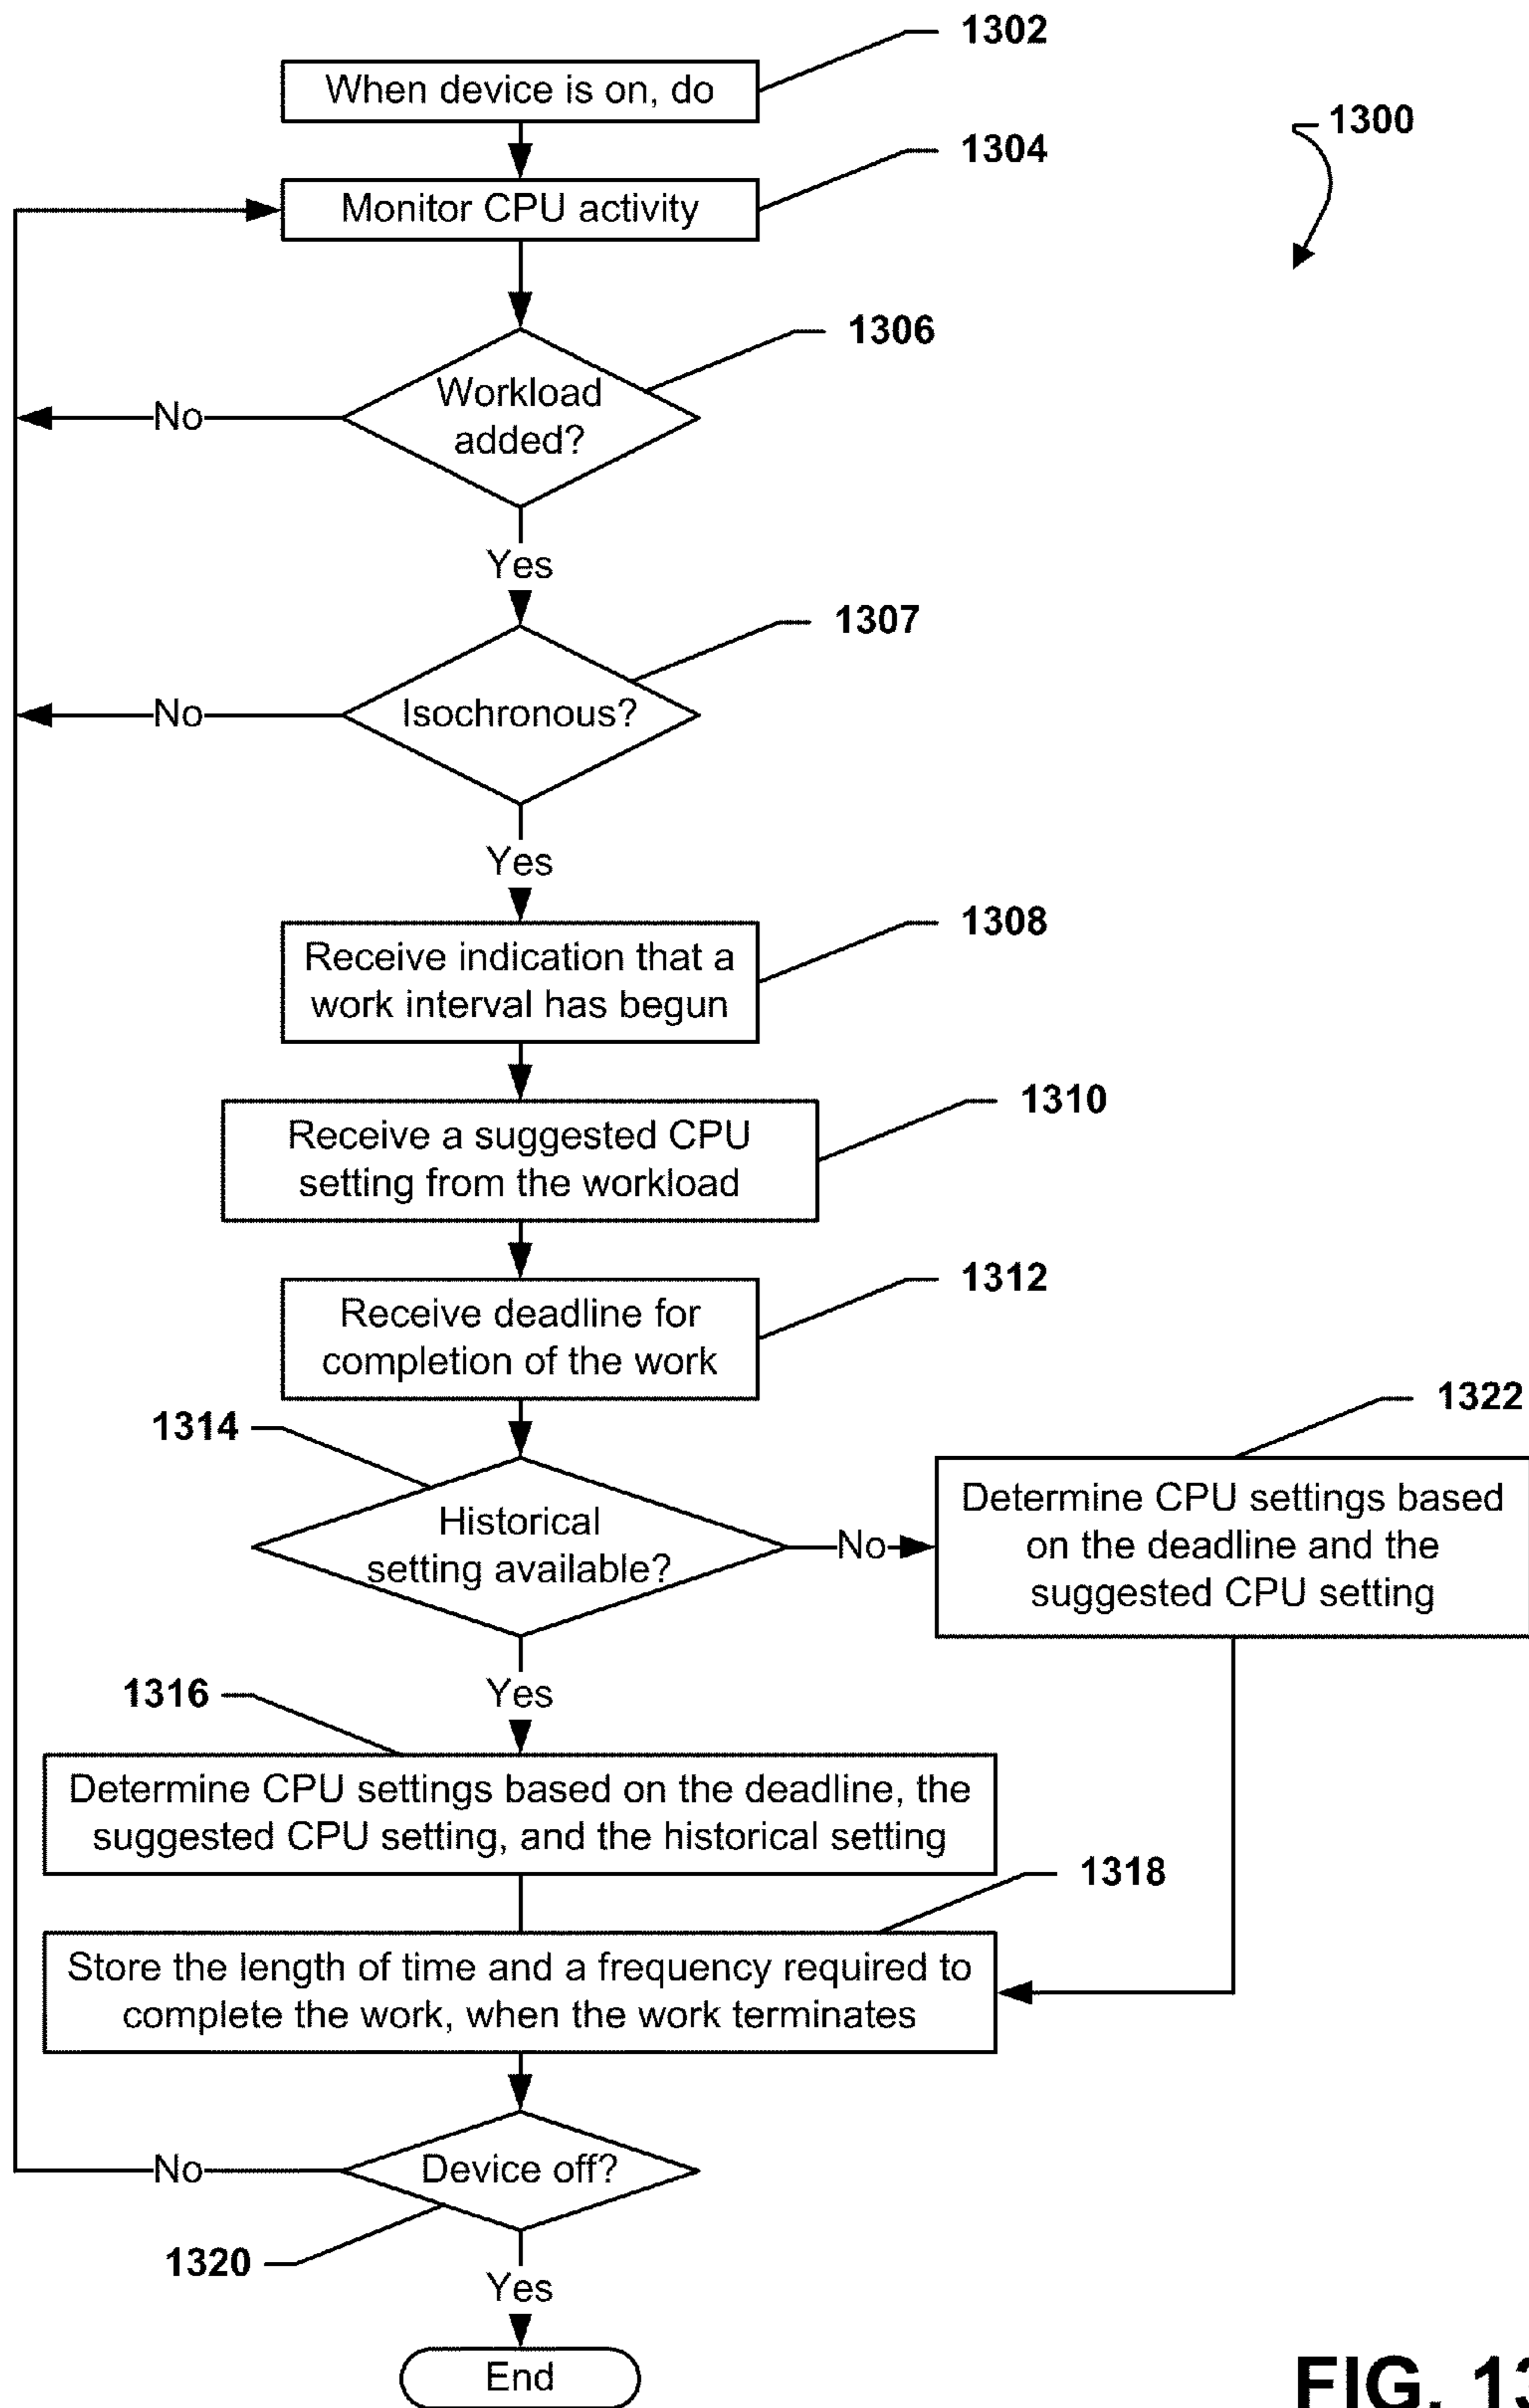 1302
When device is on, do
1300
1304
Monitor CPU activity
1306
Workload
added?
No
Yes
1307
Isochronous?
No
Yes
1308
Receive indication that a
work interval has begun
1310
Receive a suggested CPU
setting from the workload
1312
Receive deadline for
completion of the work
1314
1322
Historical
setting available?
No
Determine CPU settings based
on the deadline and the
suggested CPU setting
Yes
1316
Determine CPU settings based on the deadline, the
suggested CPU setting, and the historical setting
1318
Store the length of time and a frequency required to
complete the work, when the work terminates
Device off?
No
1320
Yes
End
FIG. 13